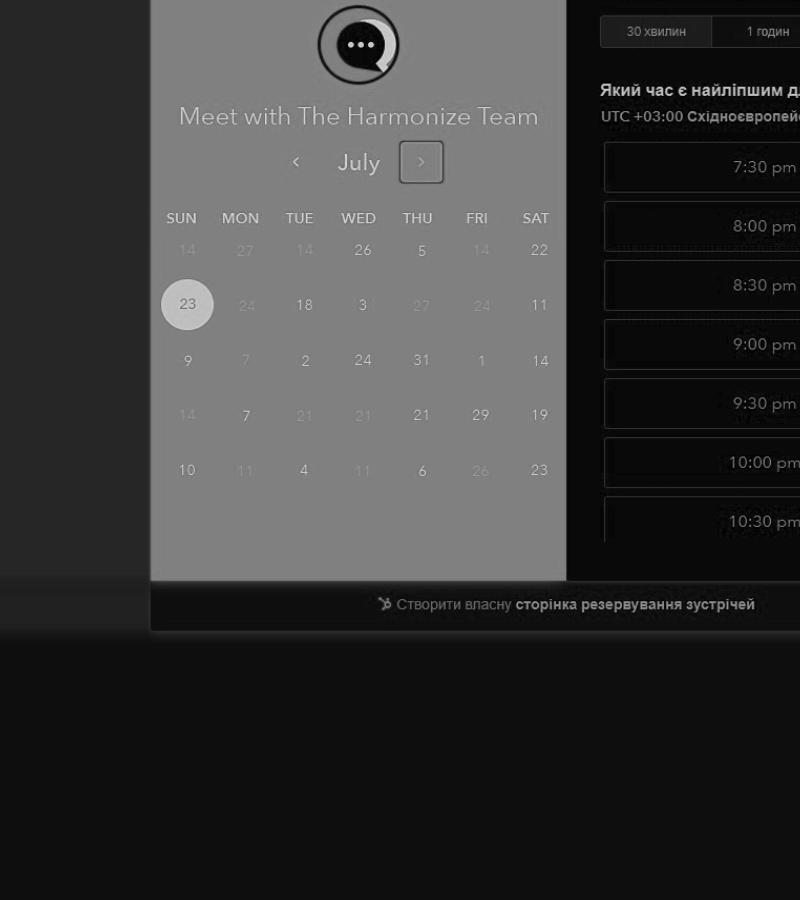 Meet with The Harmonize Team
July
SUN MON TUE WED THU FRI SAT
14 27 14 26 5 14 22
23 24 18 3 27 24 11
9 7 2 24 31 1 14
14 7 21 21 21 29 19
10 11 4 11 6 26 23
30 хвилин 1 годин
Який час є найліпшим
UTC +03:00
7:30 pm
8:00 pm
8:30 pm
9:00 pm
9:30 pm
10:00 pm
10:30 pm
Створити власну сторінка резервування зустрічей